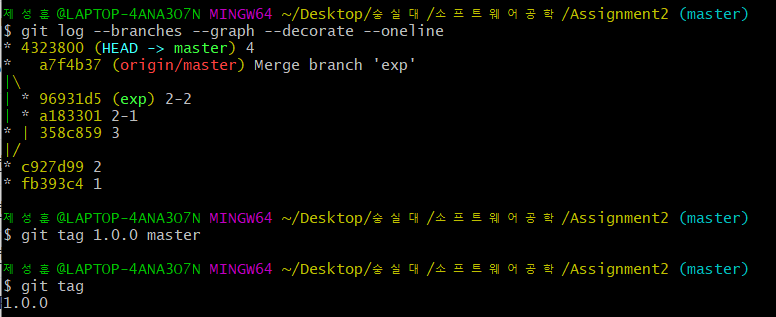 제성훈@LAPTOP-4ANA3O7N MINGW64 ~/Desktop/숭실대/소프트웨어공학/Assignment2 (master)
$ git log --branches --graph --decorate --oneline
* 4323800 (HEAD -> master) 4
*   a7f4b37 (origin/master) Merge branch 'exp'
|\
| * 96931d5 (exp) 2-2
| * a183301 2-1
* | 358c859 3
|/
* c927d99 2
* fb393c4 1
제성훈@LAPTOP-4ANA3O7N MINGW64 ~/Desktop/숭실대/소프트웨어공학/Assignment2 (master)
$ git tag 1.0.0 master
제성훈@LAPTOP-4ANA3O7N MINGW64 ~/Desktop/숭실대/소프트웨어공학/Assignment2 (master)
$ git tag
1.0.0